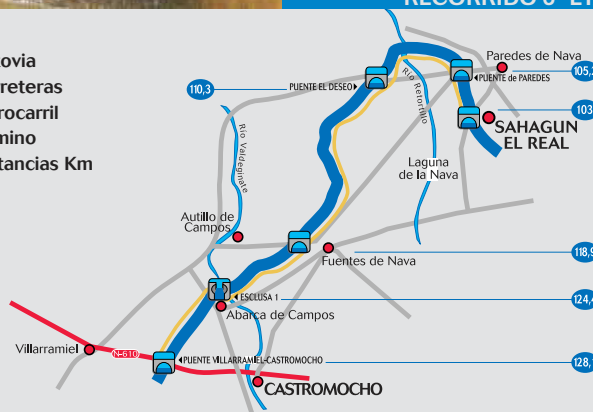 RECORRIDO 6
ovia
reteras
rocarril
mino
tancias Km
110,3
PUENTE EL DESEO
Río Retortillo
Paredes de Nava
105,
PUENTE de PAREDES
103
SAHAGUN
EL REAL
Río Valdeginate
Laguna
de la Nava
Autillo de
Campos
118,9
Fuentes de Nava
ESCLUSA 1
124,4
Abarca de Campos
Villarramiel
N-610
PUENTE VILLARRAMIEL-CASTROMOCHO
128,
CASTROMOCHO